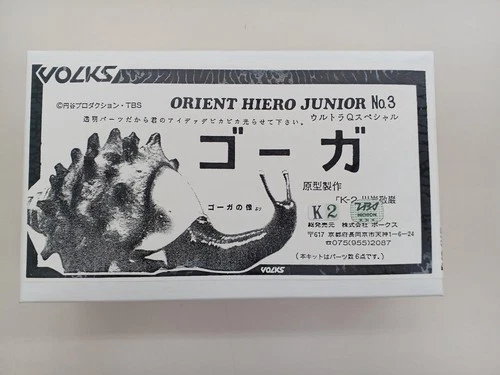 VOLKS
©円谷プロダクション・TBS
ORIENT HIERO JUNIOR No.3
透明パーツだから君のアイデアでピカピカ光らせて下さい。
ウルトラQスペシャル
ゴーガ
原型製作
ゴーガの像より
「K-2
K2
総発売元 株式会社 ボークス
〒617 京都府長岡京市天神1-6-24
☎075(955)2087
VOLKS
(本キットはパーツ数6点です。)